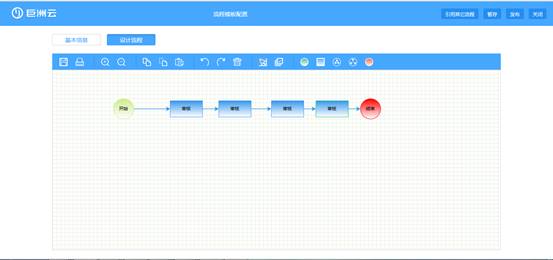 巨洲云
流程模板配置
引用其它流程 暂存 发布 关闭
基本信息 设计流程
开始 审核 审核 审核 审核 结束